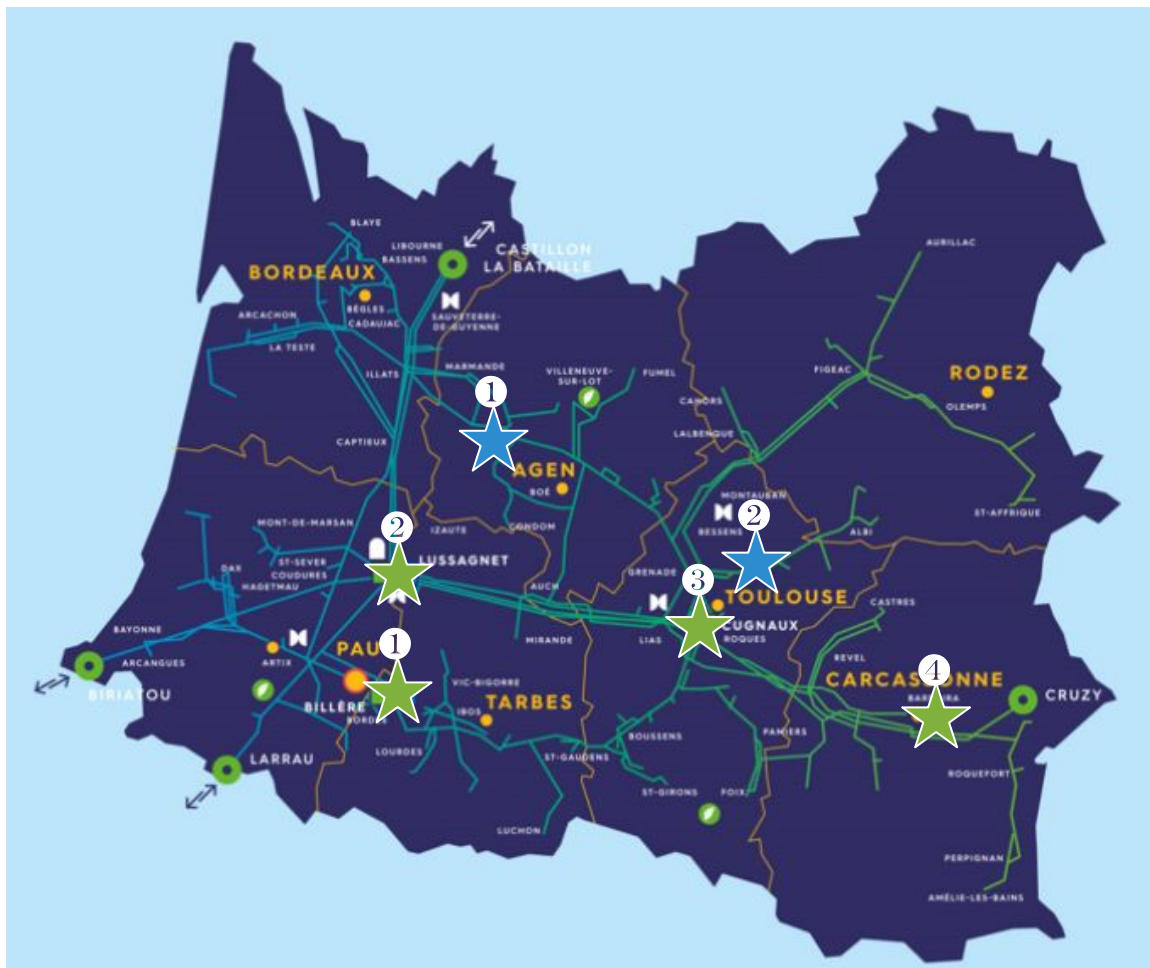 BLAYE
LIBOURNE
BASSENS
CASTILLON
LA BATAILLE
AURILLAC
BORDEAUX
BÈGLES
CADAUJAC
ARCACHON
LA TESTE
SAUVETERRE-
DE-GUYENNE
ILLATS
MARMANDE
VILLENEUVE-
SUR-LOT
FUMEL
FIGEAC
RODEZ
OLEMPS
1
CAHORS
LALBENQUE
CAPTIEUX
AGEN
BOÉ
CONDOM
MONTAUBAN
BESSENS
2
ALBI
ST-AFFRIQUE
MONT-DE-MARSAN
IZAUTE
2
ST-SEVER
COUDURES
HAGETMAU
DAX
LUSSAGNET
AUCH
GRENADE
3
TOULOUSE
CUGNAUX
ROQUES
CASTRES
BAYONNE
ARCANGUES
BIRIATOU
ARTIX
PAU
1
MIRANDE
LIAS
REVEL
4
CARCASSONNE
CRUZY
BILLÈRE
VIC-BIGORRE
IBOS
TARBES
LOURDES
LARRAU
ST-GAUDENS
BOUSSENS
PAMIERS
ROQUEFORT
ST-GIRONS
FOIX
LUCHON
PERPIGNAN
AMÉLIE-LES-BAINS